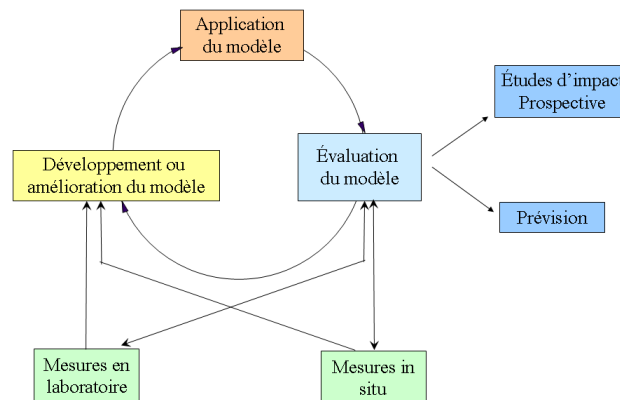 Application
du modèle
Études d'impact
Prospective
Développement ou
amélioration du modèle
Évaluation
du modèle
Prévision
Mesures en
laboratoire
Mesures in
situ